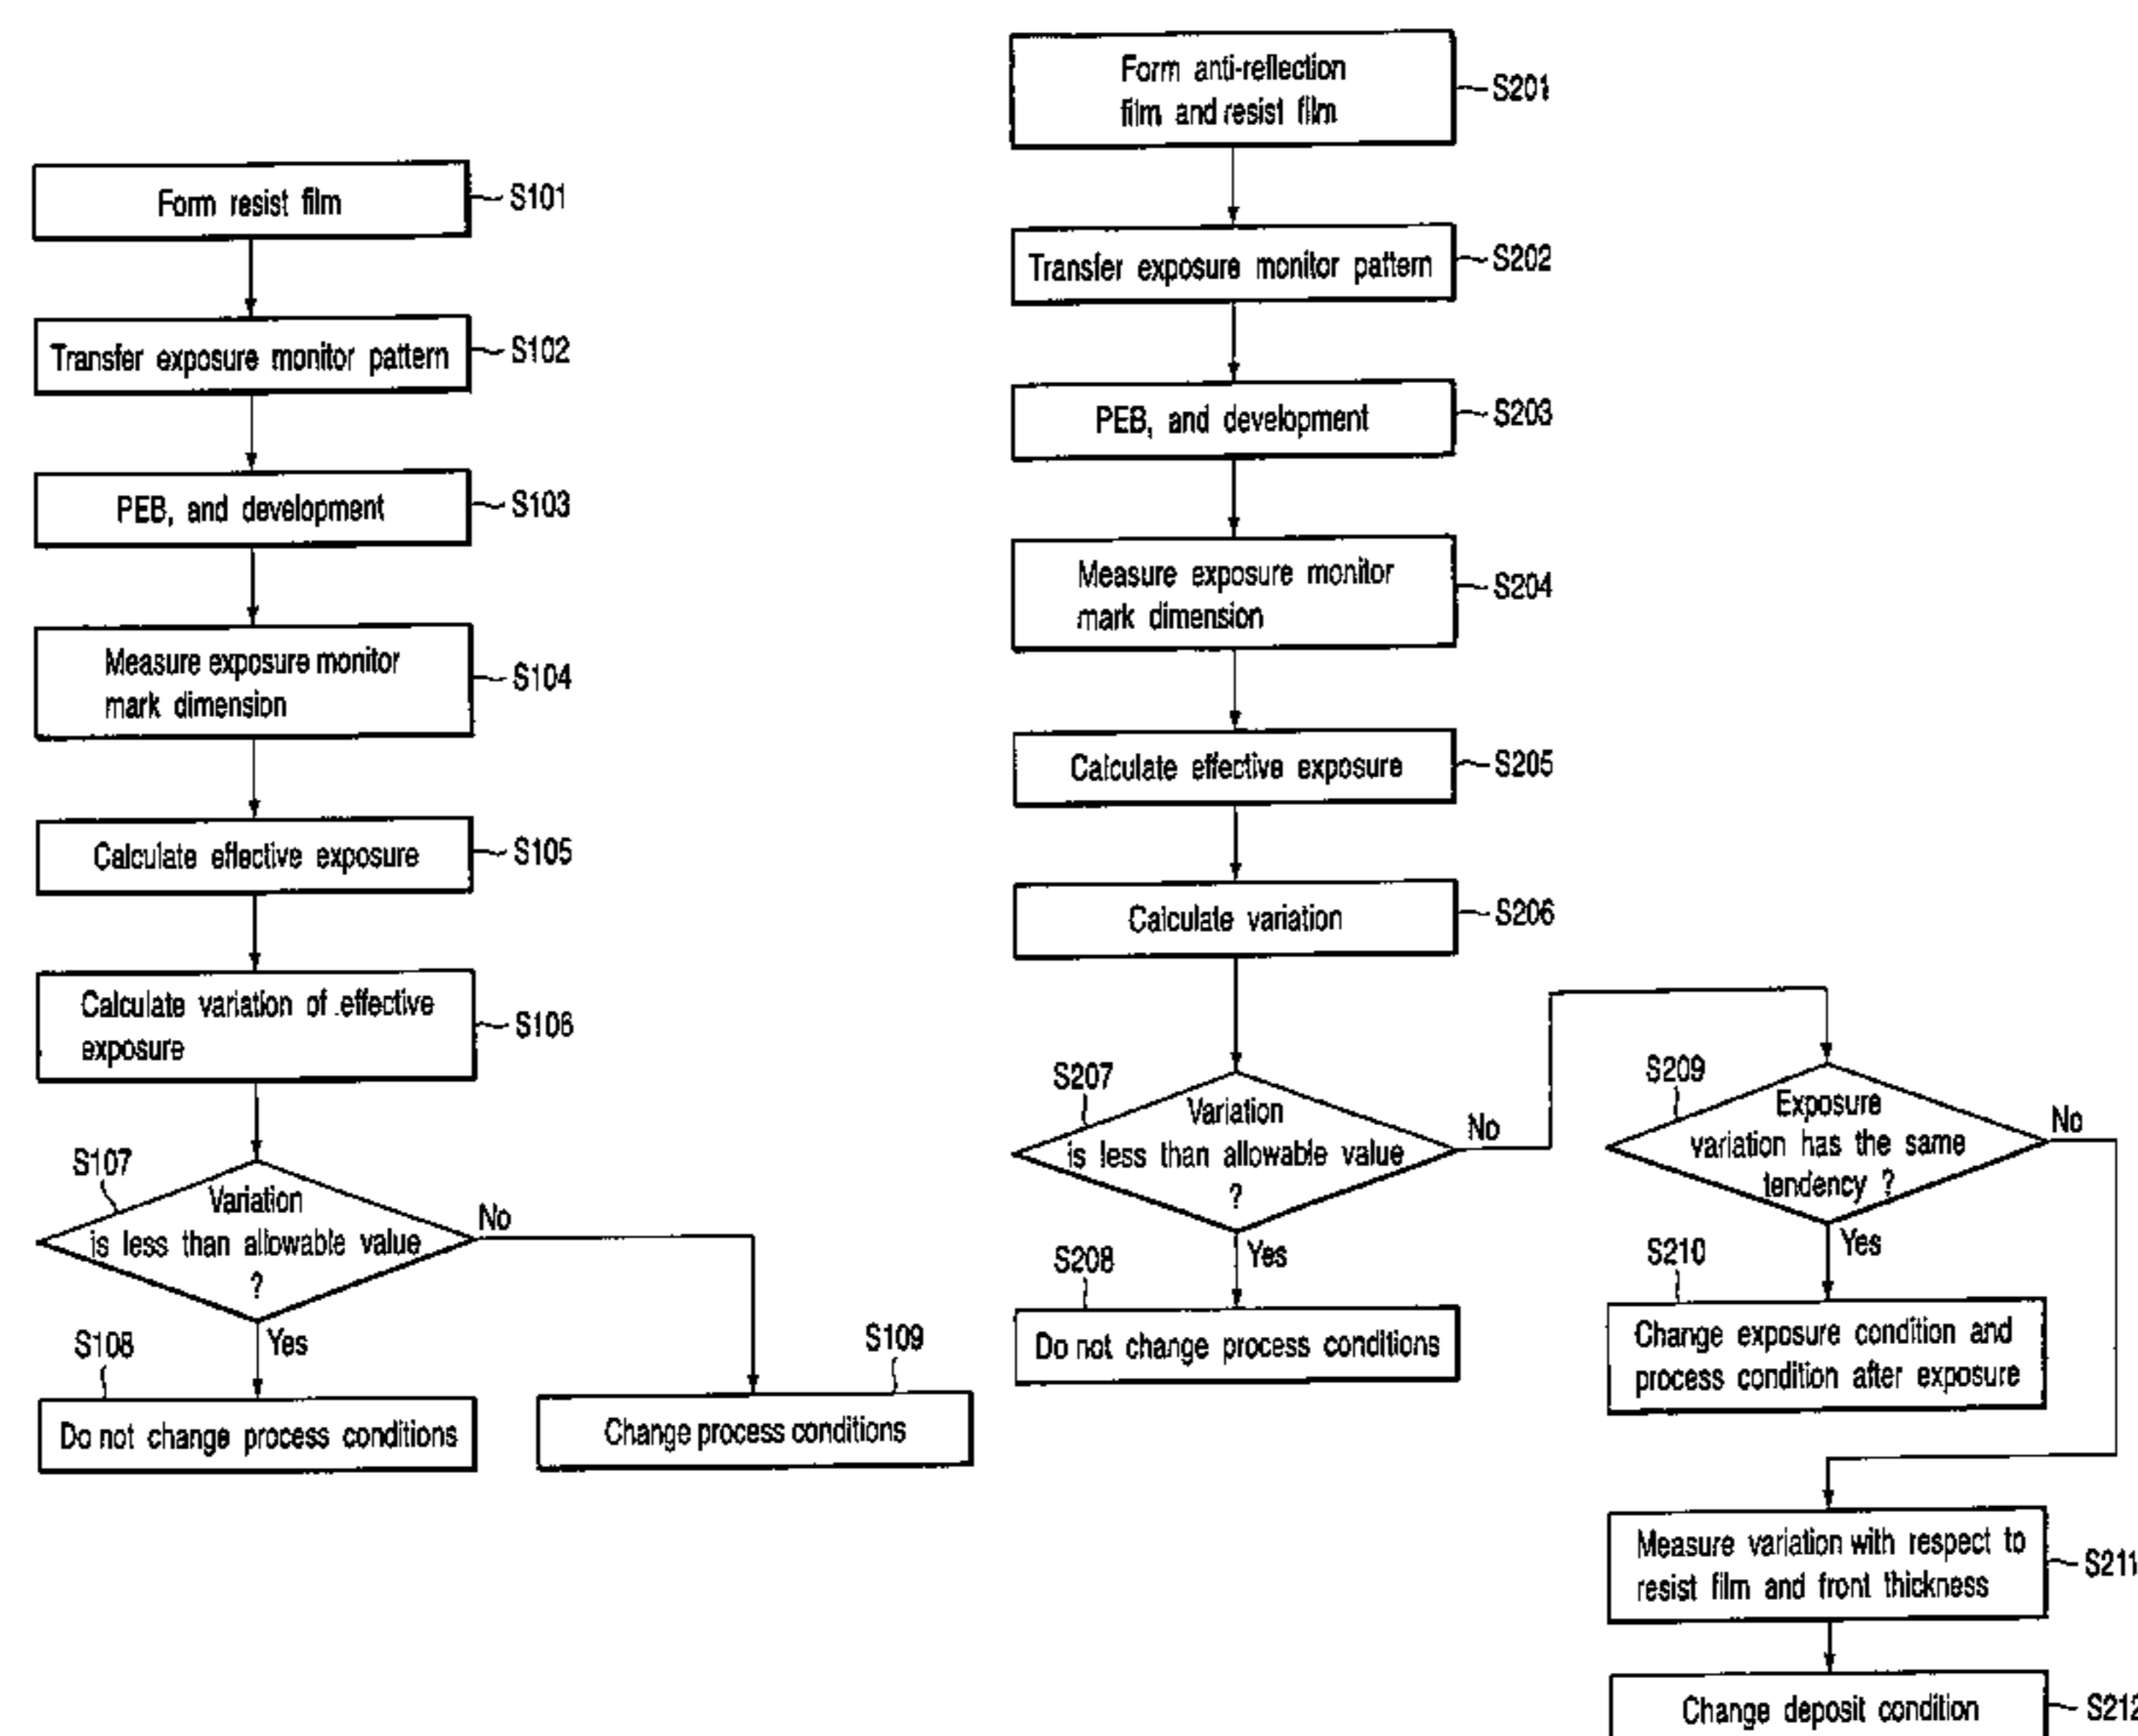 Form resist film
S101
Transfer exposure monitor pattern
S102
PEB, and development
S103
Measure exposure monitor
mark dimension
S104
Calculate effective exposure
S105
Calculate variation of effective
exposure
S106
S107
Variation
is less than allowable value
?
No
Yes
S108
Do not change process conditions
S109
Change process conditions
Form anti-reflection
film and resist film
S201
Transfer exposure monitor pattern
S202
PEB, and development
S203
Measure exposure monitor
mark dimension
S204
Calculate effective exposure
S205
Calculate variation
S206
S207
Variation
is less than allowable value
?
No
Yes
S208
Do not change process conditions
S209
Exposure
variation has the same
tendency ?
No
Yes
S210
Change exposure condition and
process condition after exposure
Measure variation with respect to
resist film and front thickness
S211
Change deposit condition
S212